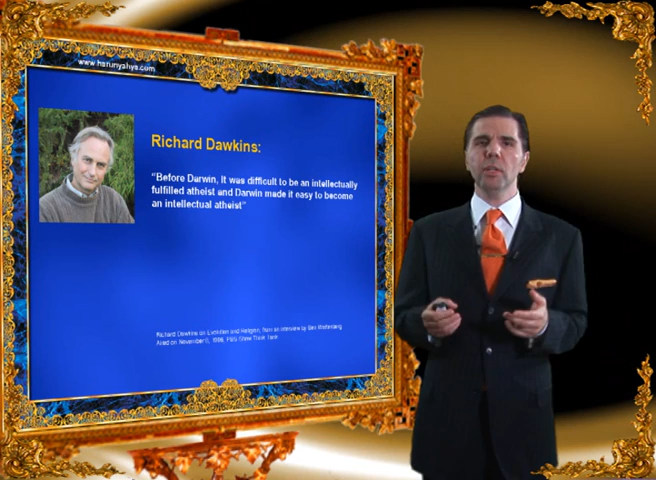 www.harunyahya.com
Richard Dawkins:
"Before Darwin, it was difficult to be an intellectually
fulfilled atheist and Darwin made it easy to become
an intellectual atheist"
Richard Dawkins on Evolution and Religion, from an interview by Ben Wattenberg
Aired on November 1996, PBS Show Think Tank